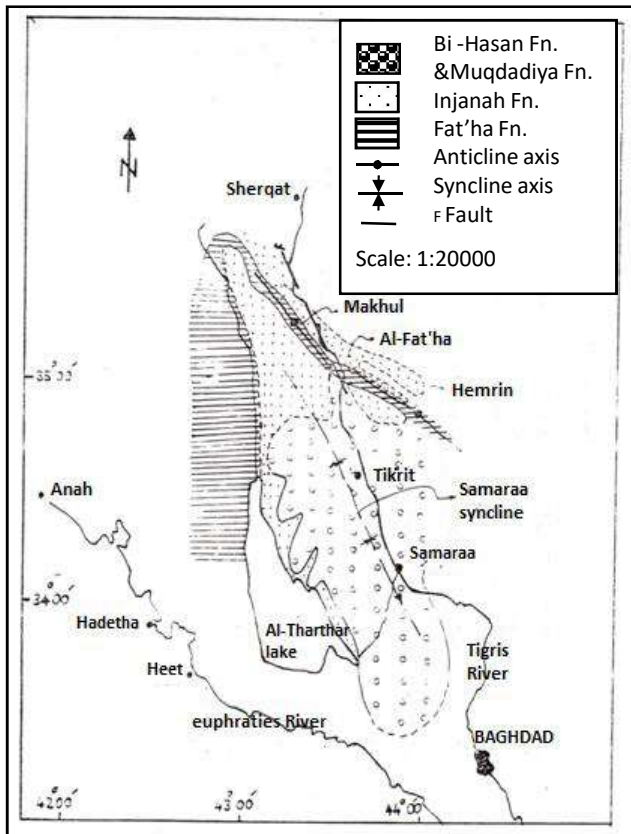 Bi -Hasan Fn.
&Muqdadiya Fn.
Injanah Fn.
Fat'ha Fn.
Anticline axis
Syncline axis
F Fault
Scale: 1:20000
N
Sherqat
Makhul
Al-Fat'ha
35°00'
Hemrin
Tikrit
Anah
Samaraa
syncline
Samaraa
34°00'
Hadetha
Al-Tharthar
lake
Heet
Tigris
River
euphraties River
BAGHDAD
42°00'
43°00'
44°00'